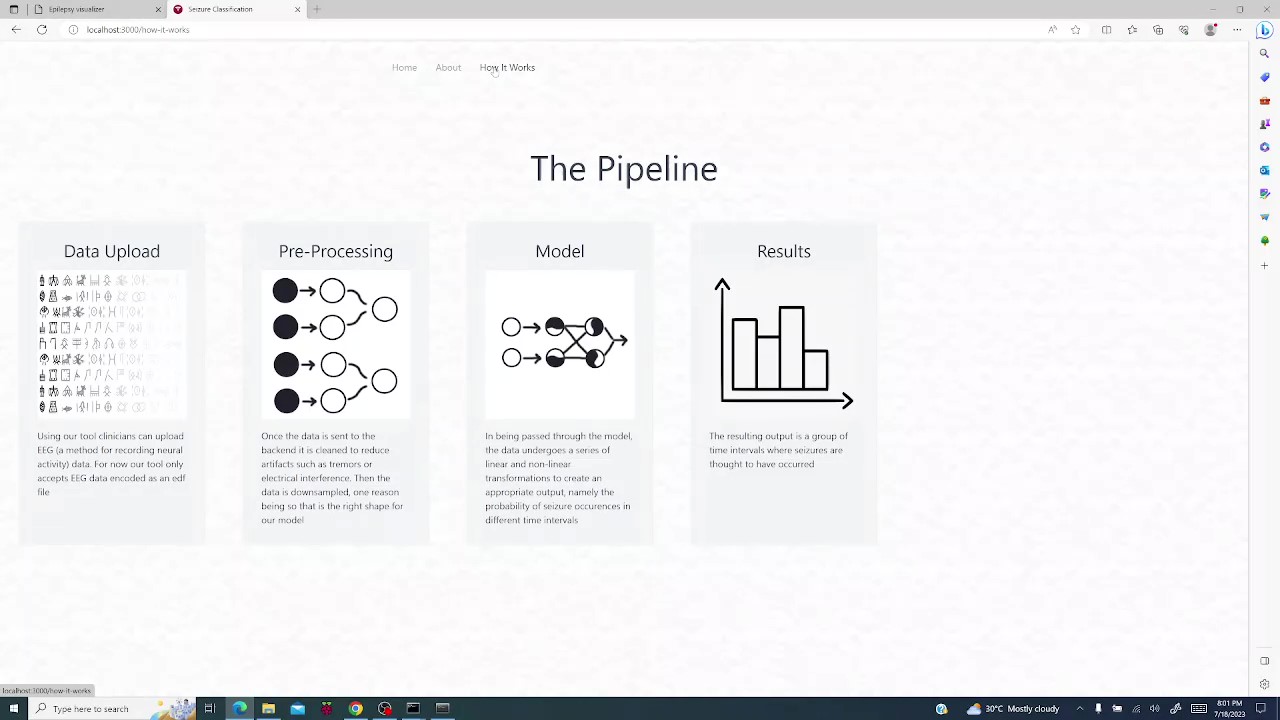 Epilepsy visualizer
Seizure Classification
localhost:3000/how-it-works
Home
About
How It Works
The Pipeline
Data Upload
Using our tool clinicians can upload
EEG (a method for recording neural
activity) data. For now our tool only
accepts EEG data encoded as an edf
file
Pre-Processing
Once the data is sent to the
backend it is cleaned to reduce
artifacts such as tremors or
electrical interference. Then the
data is downsampled, one reason
being so that is the right shape for
our model
Model
In being passed through the model,
the data undergoes a series of
linear and non-linear
transformations to create an
appropriate output, namely the
probability of seizure occurences in
different time intervals
Results
The resulting output is a group of
time intervals where seizures are
thought to have occurred
localhost:3000/how-it-works
Type here to search
30°C Mostly cloudy
8:01 PM
7/18/2023